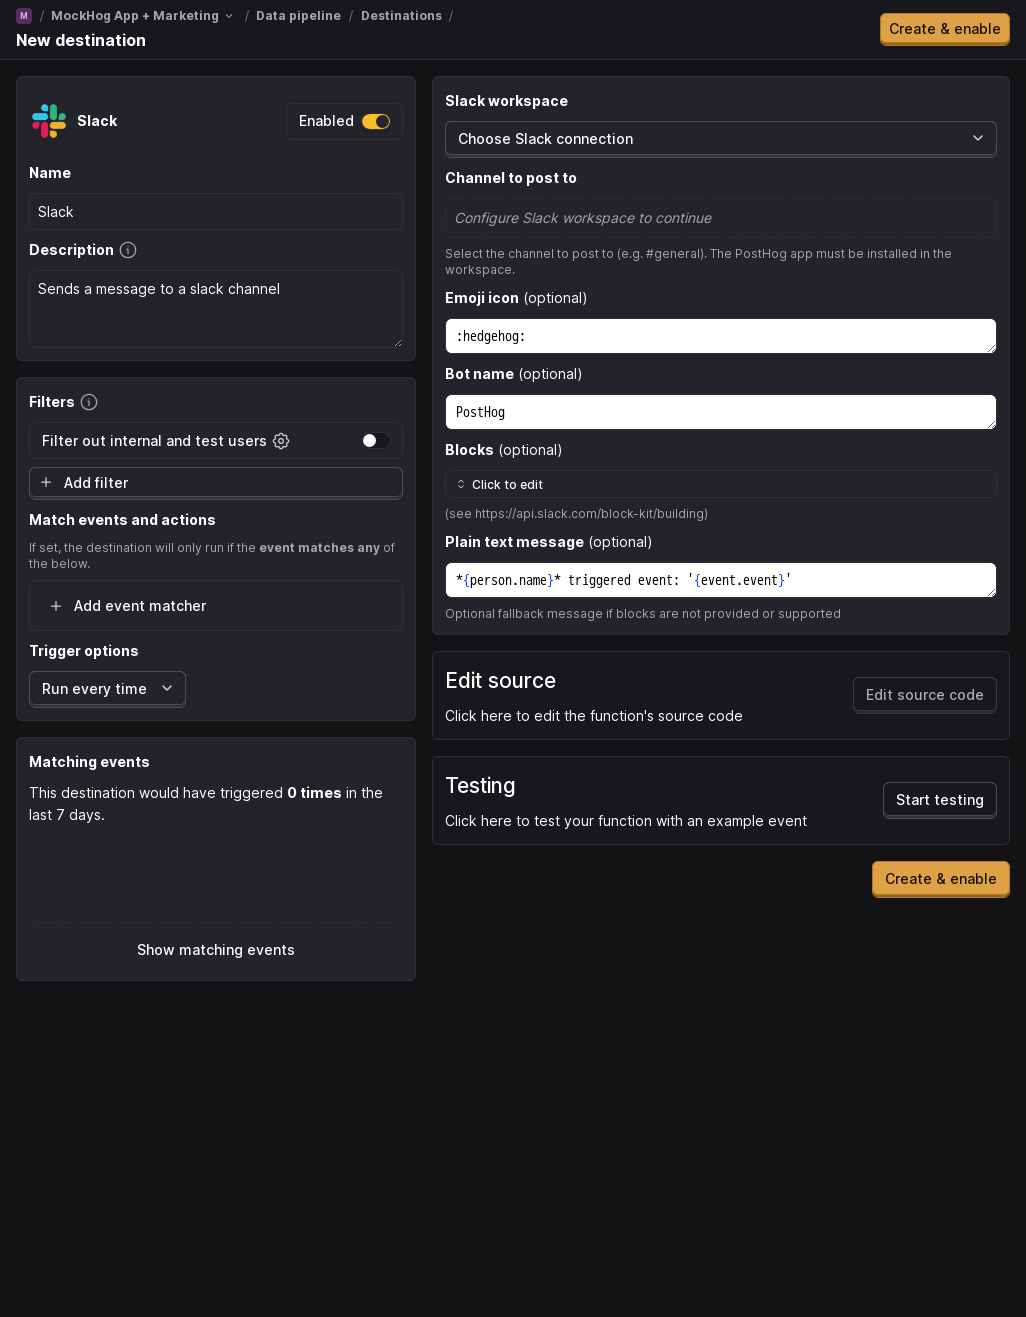 M / MockHog App + Marketing / Data pipeline / Destinations /
New destination
Create & enable
Slack
Enabled
Name
Slack
Description
Sends a message to a slack channel
Filters
Filter out internal and test users
Add filter
Match events and actions
If set, the destination will only run if the event matches any of
the below.
Add event matcher
Trigger options
Run every time
Matching events
This destination would have triggered 0 times in the
last 7 days.
Show matching events
Slack workspace
Choose Slack connection
Channel to post to
Configure Slack workspace to continue
Select the channel to post to (e.g. #general). The PostHog app must be installed in the
workspace.
Emoji icon (optional)
:hedgehog:
Bot name (optional)
PostHog
Blocks (optional)
Click to edit
(see https://api.slack.com/block-kit/building)
Plain text message (optional)
*{person.name}* triggered event: '{event.event}'
Optional fallback message if blocks are not provided or supported
Edit source
Click here to edit the function's source code
Edit source code
Testing
Click here to test your function with an example event
Start testing
Create & enable